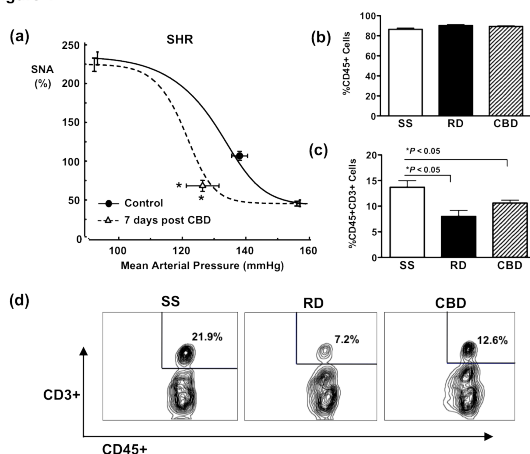 (a)
SHR
SNA
(%)
250
200
150
100
50
0
100
120
140
160
Mean Arterial Pressure (mmHg)
*
*
Control
7 days post CBD
(b)
%CD45+ Cells
100
80
60
40
20
0
SS
RD
CBD
(c)
%CD45+CD3+ Cells
20
15
10
5
0
*P < 0.05
*P < 0.05
SS
RD
CBD
(d)
SS
RD
CBD
21.9%
7.2%
12.6%
CD3+
CD45+